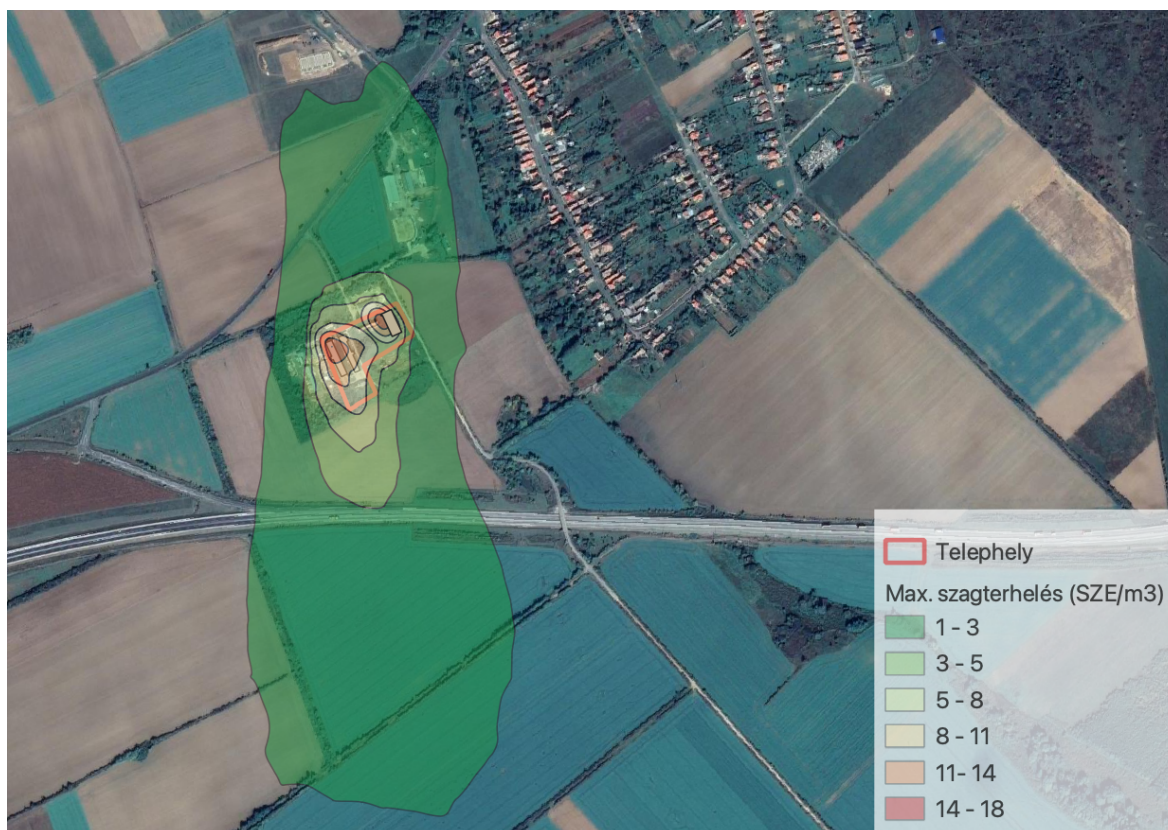 Telephely
Max. szagterhelés (SZE/m3)
1 - 3
3 - 5
5 - 8
8 - 11
11- 14
14 - 18